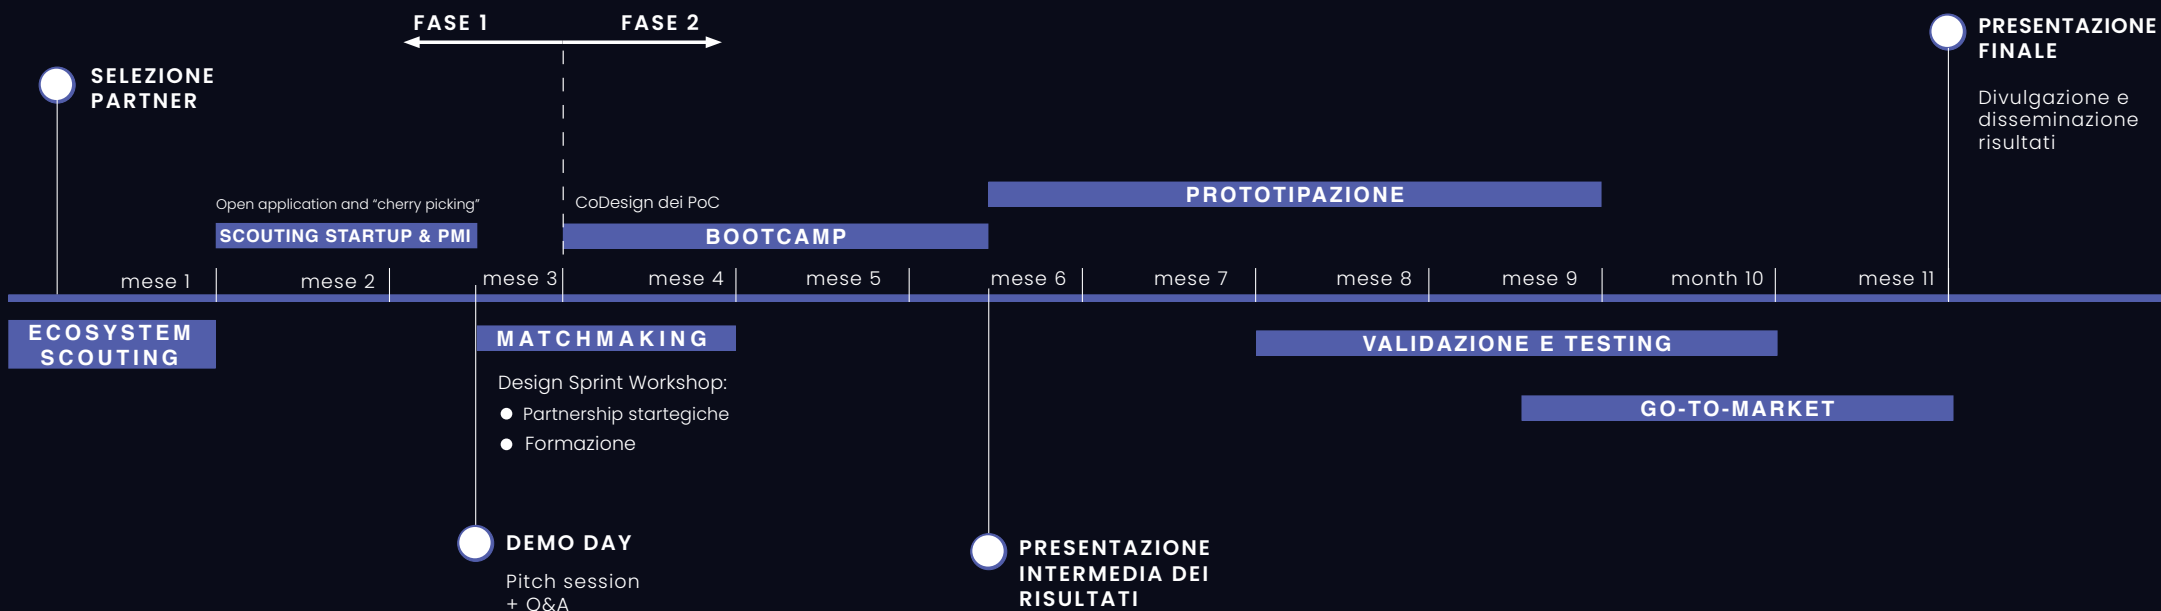 FASE 1
FASE 2
PRESENTAZIONE
FINALE
Divulgazione e
disseminazione
risultati
SELEZIONE
PARTNER
Open application and “cherry picking”
SCOUTING STARTUP & PMI
CoDesign dei PoC
BOOTCAMP
PROTOTIPAZIONE
mese 1
mese 2
mese 3
mese 4
mese 5
mese 6
mese 7
mese 8
mese 9
month 10
mese 11
ECOSYSTEM
SCOUTING
MATCHMAKING
Design Sprint Workshop:
Partnership startegiche
Formazione
VALIDAZIONE E TESTING
GO-TO-MARKET
DEMO DAY
Pitch session
+ Q&A
PRESENTAZIONE
INTERMEDIA DEI
RISULTATI